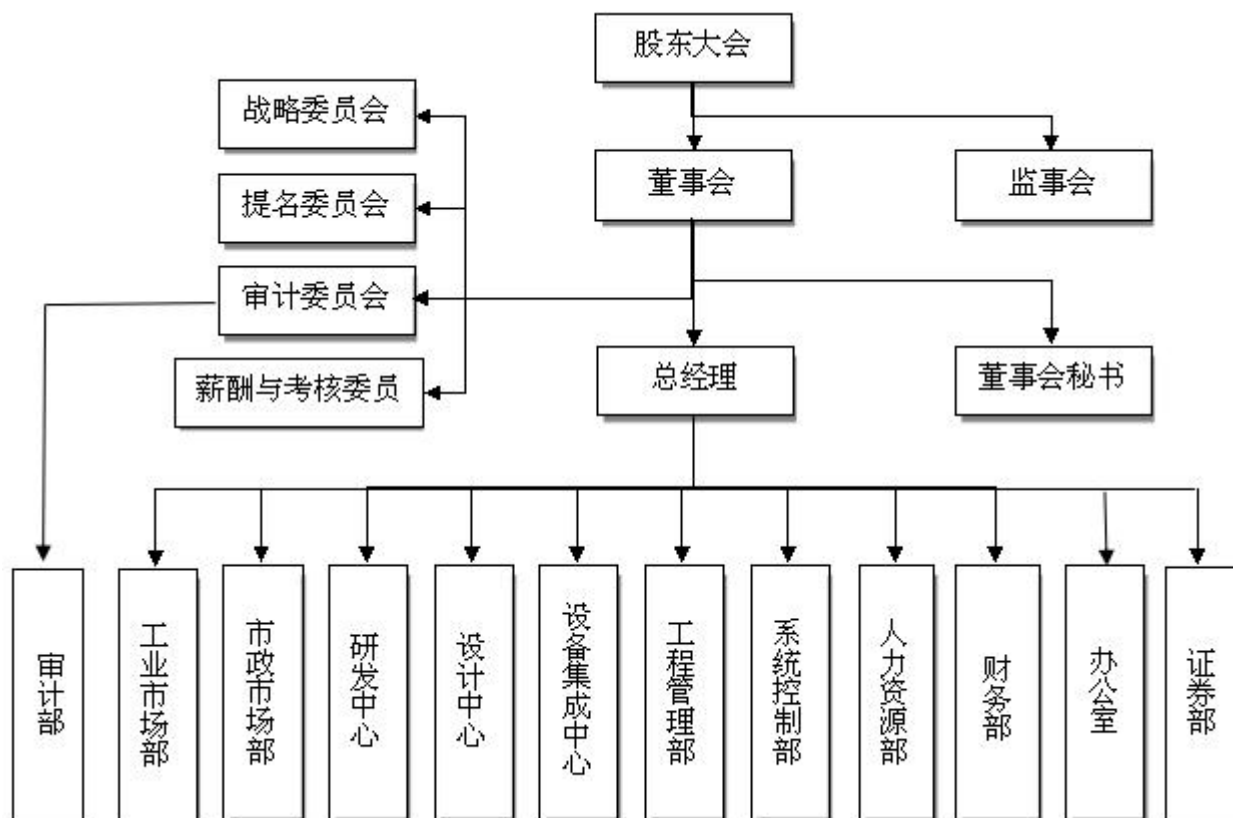 股东大会
战略委员会
董事会
监事会
提名委员会
审计委员会
总经理
董事会秘书
薪酬与考核委员
审计部
工业市场部
市政市场部
研发中心
设计中心
设备集成中心
工程管理部
系统控制部
人力资源部
财务部
办公室
证券部